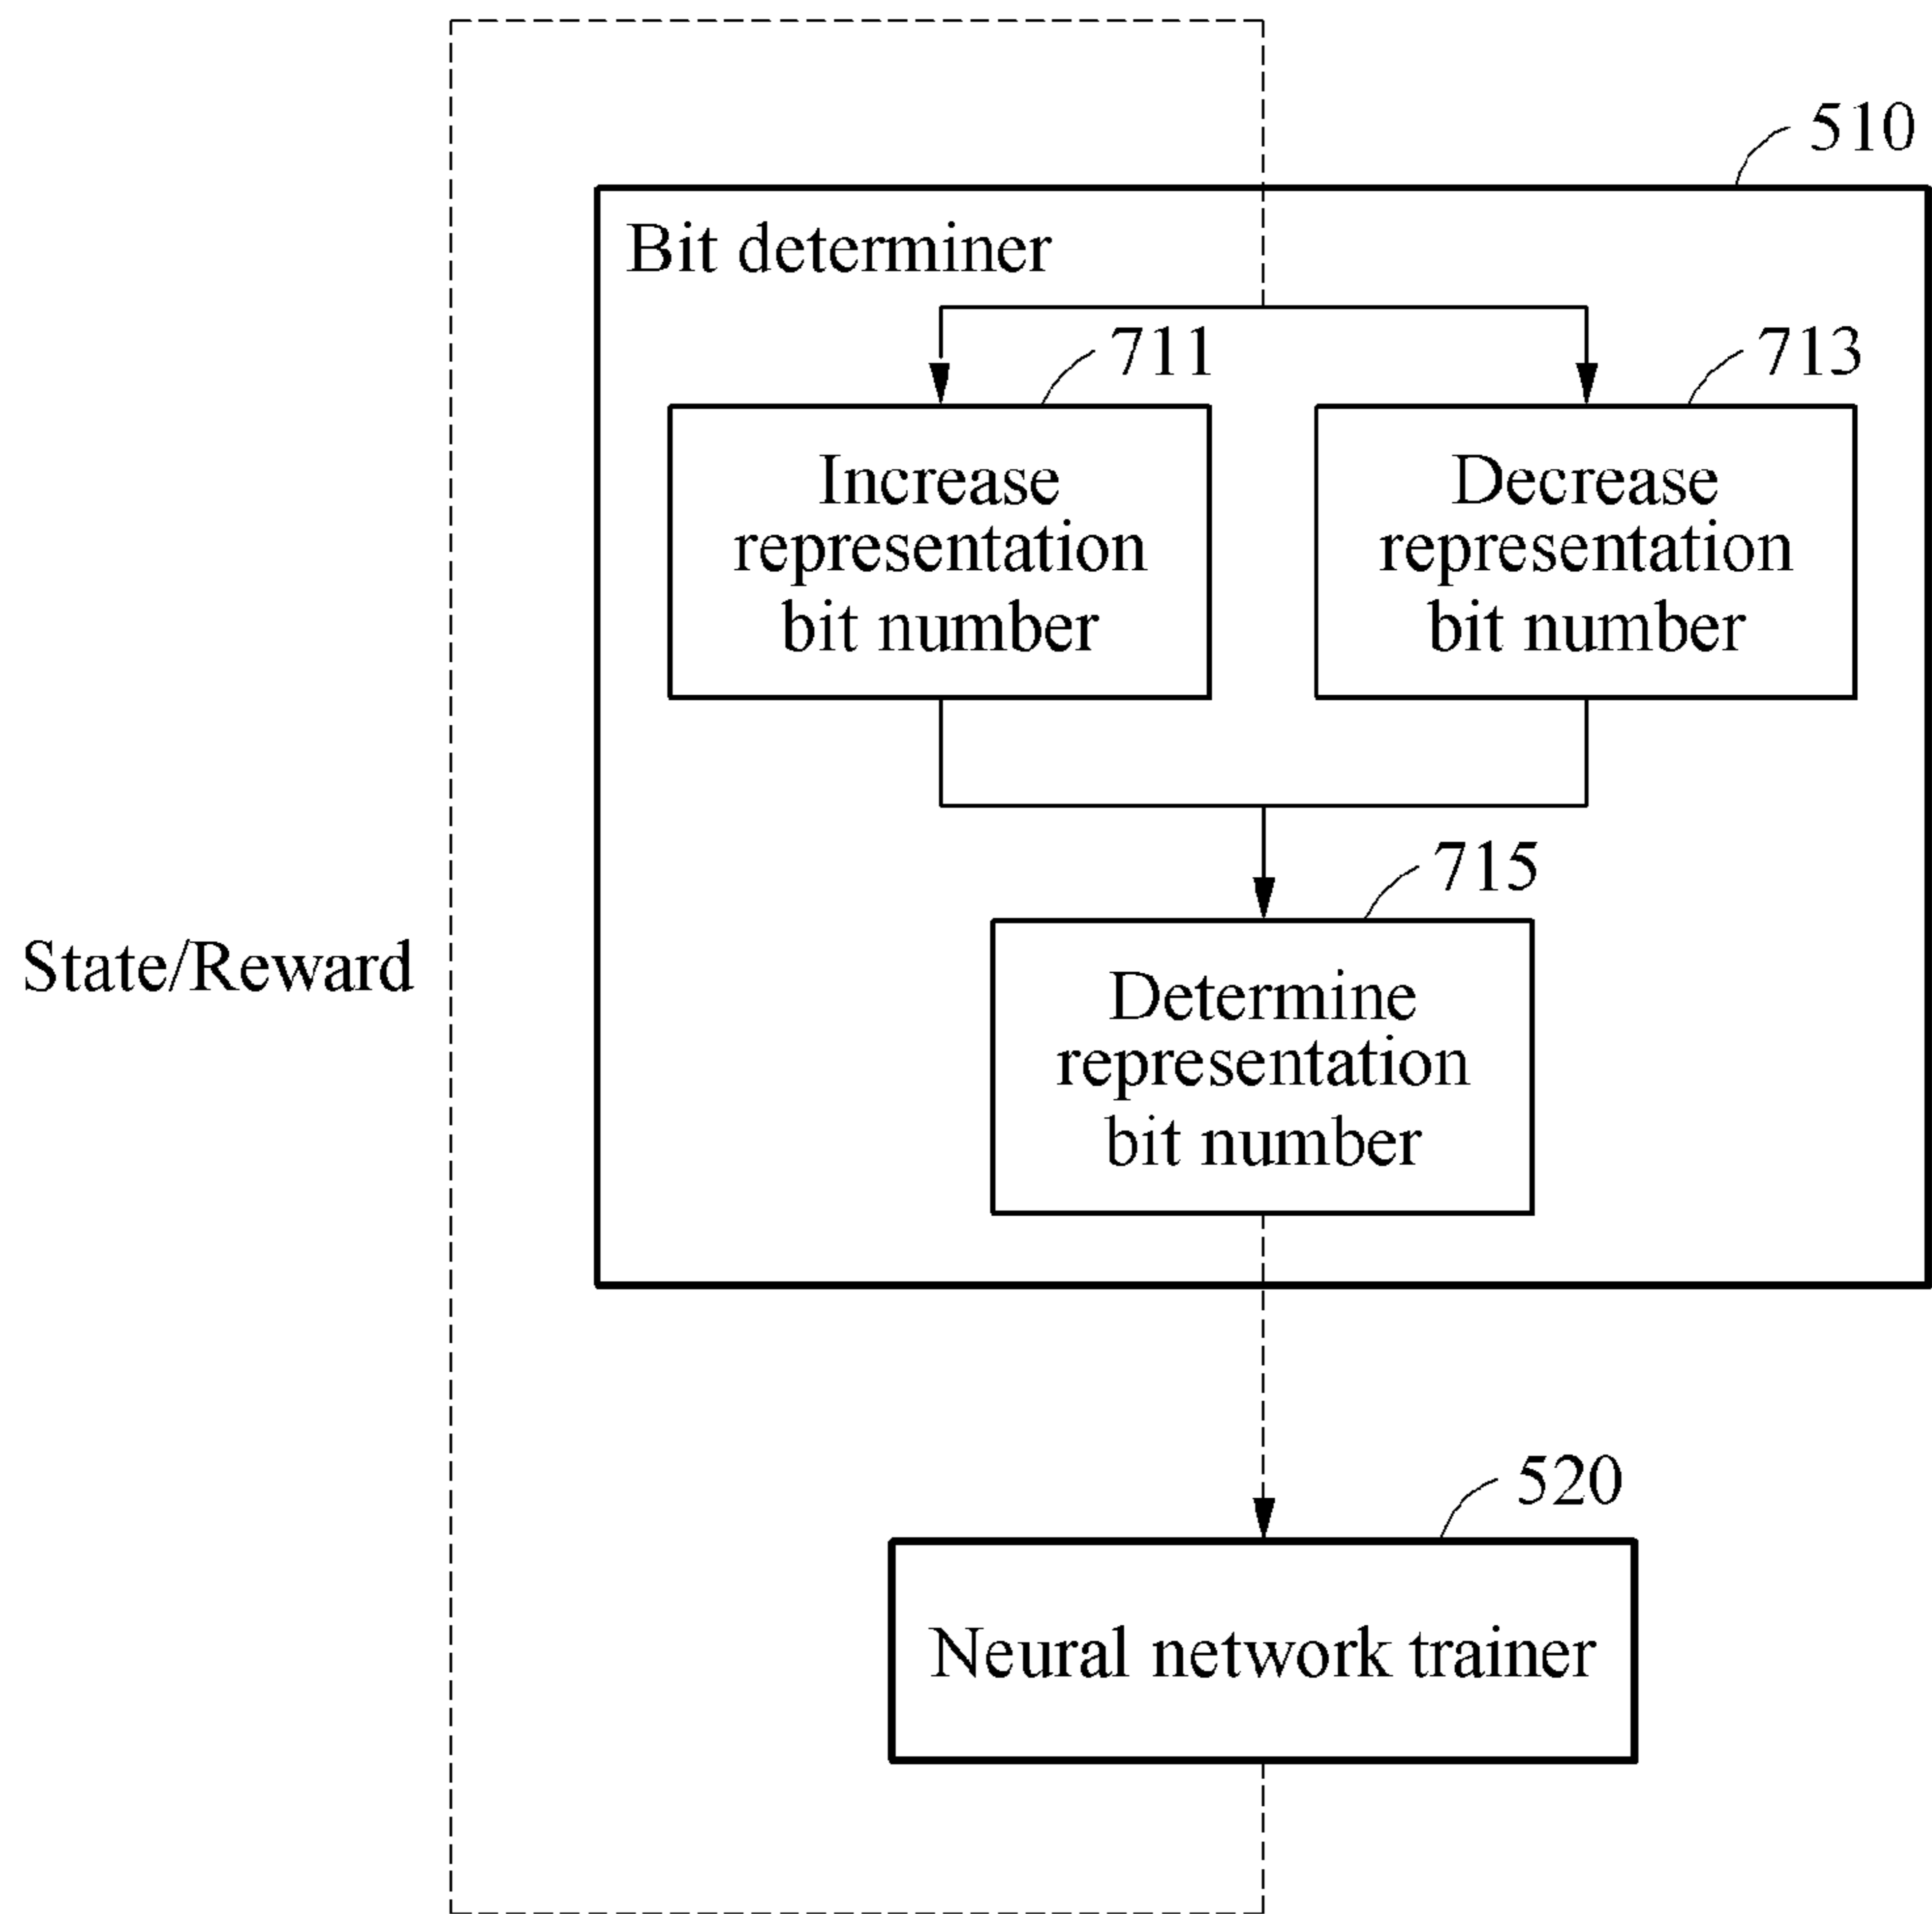 510
Bit determiner
711
713
Increase
representation
bit number
Decrease
representation
bit number
715
State/Reward
Determine
representation
bit number
520
Neural network trainer